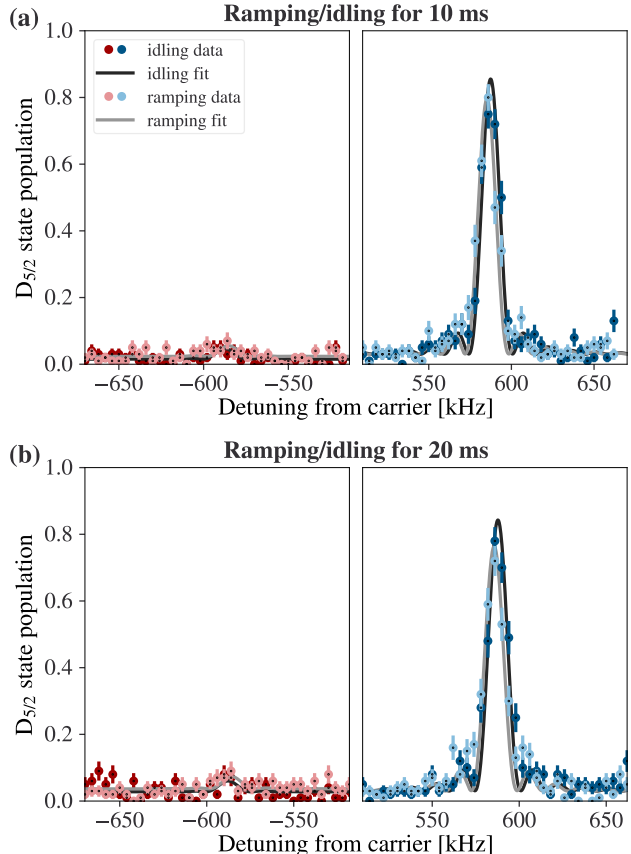 (a)
Ramping/idling for 10 ms
1.0
0.8
0.6
0.4
0.2
0.0
D5/2 state population
idling data
idling fit
ramping data
ramping fit
−650 −600 −550 550 600 650
Detuning from carrier [kHz]
(b)
Ramping/idling for 20 ms
1.0
0.8
0.6
0.4
0.2
0.0
D5/2 state population
−650 −600 −550 550 600 650
Detuning from carrier [kHz]